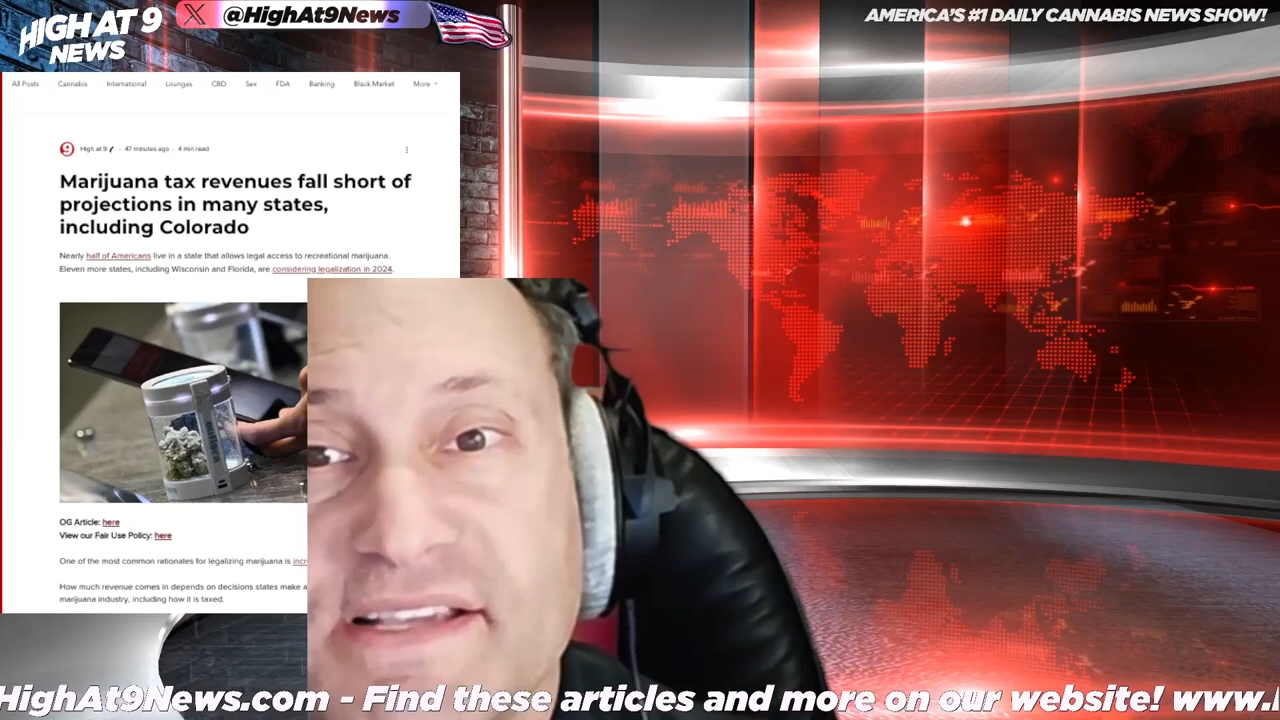 HIGH AT 9
NEWS
X @HighAt9News
AMERICA'S #1 DAILY CANNABIS NEWS SHOW!
All Posts Cannabis International Lounges CBD Sex FDA Banking Black Market More
High at 9 · 47 minutes ago · 4 min read
Marijuana tax revenues fall short of
projections in many states,
including Colorado
Nearly half of Americans live in a state that allows legal access to recreational marijuana.
Eleven more states, including Wisconsin and Florida, are considering legalization in 2024.
OG Article: here
View our Fair Use Policy: here
One of the most common rationales for legalizing marijuana is
How much revenue comes in depends on decisions states make
marijuana industry, including how it is taxed.
HighAt9News.com - Find these articles and more on our website! www.